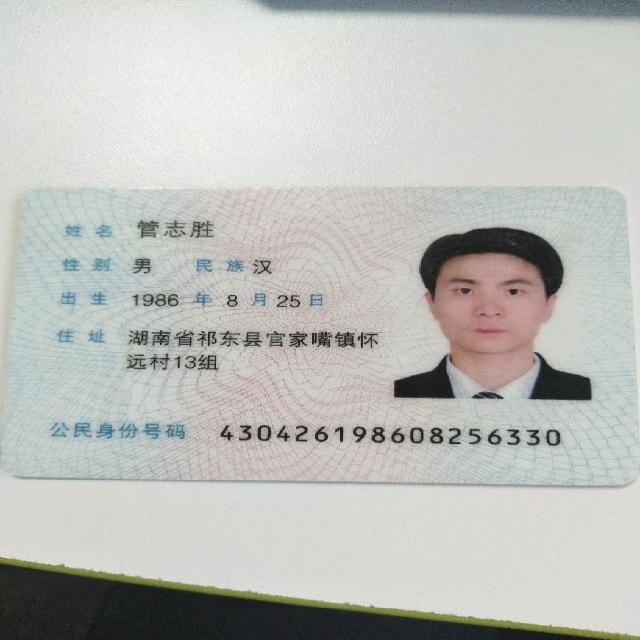 姓名 管志胜
性别 男 民族 汉
出生 1986 年 8 月 25 日
住址 湖南省祁东县官家嘴镇怀
远村13组
公民身份号码 430426198608256330